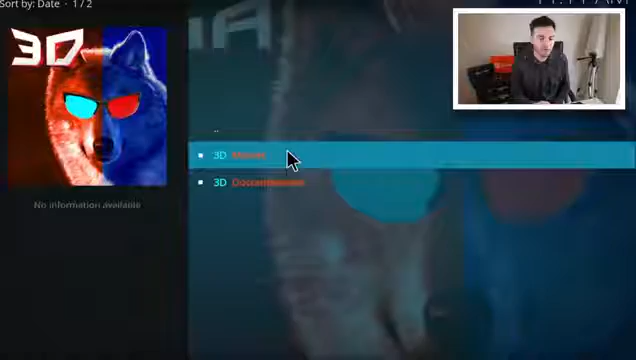 Sort by: Date · 1 / 2
3D
..
3D Movies
3D Documentaries
No information available